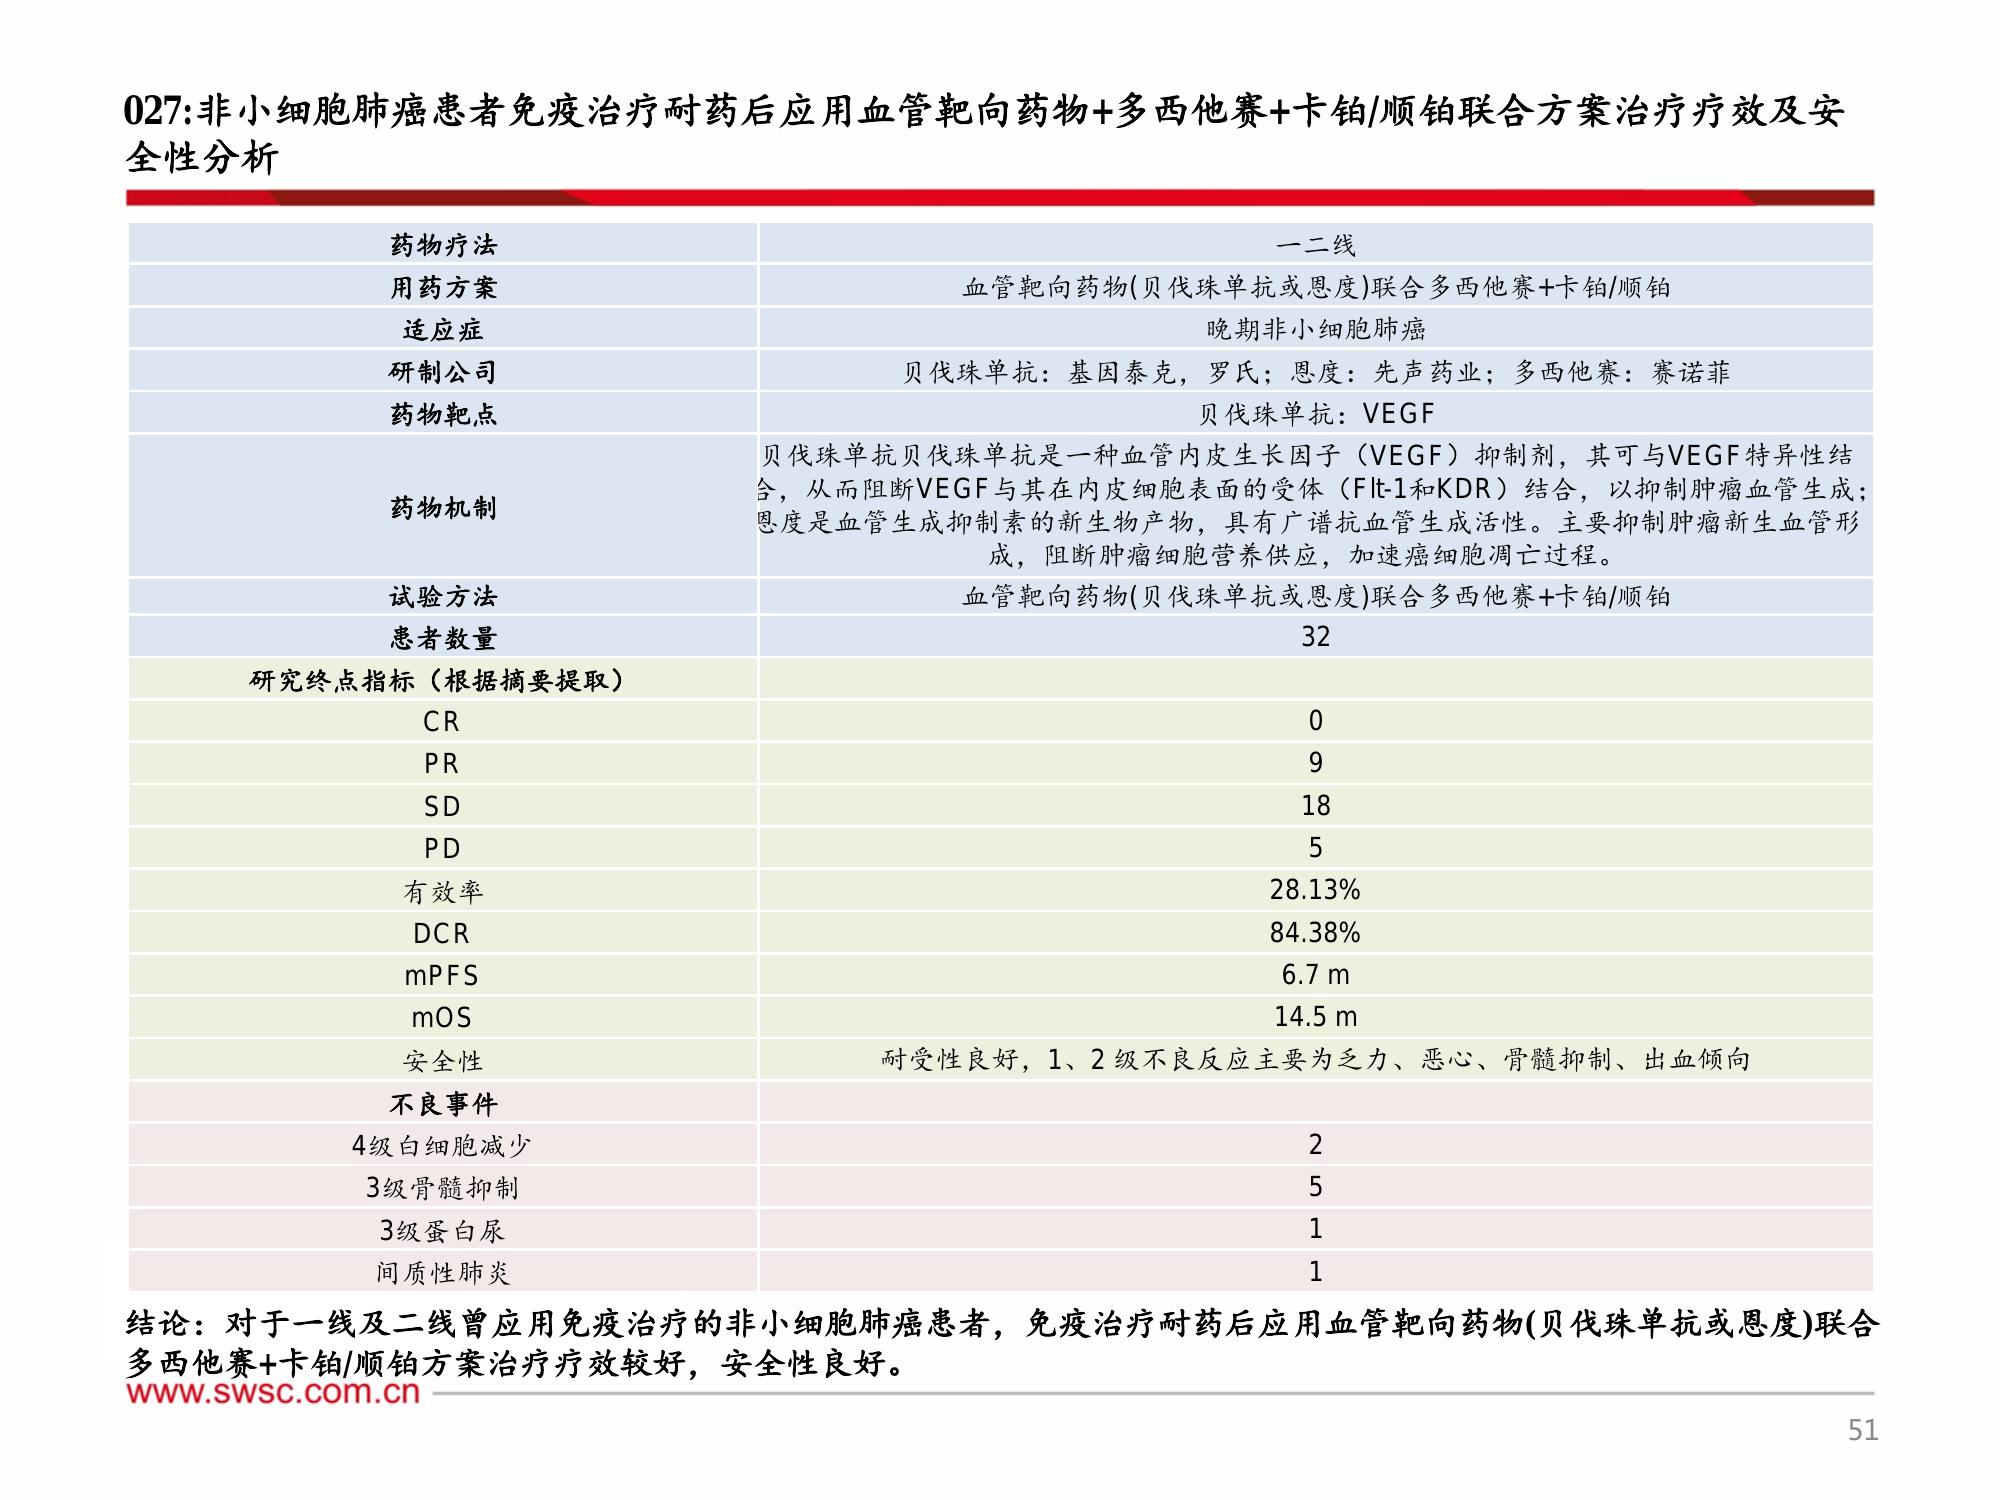 027:非小细胞肺癌患者免疫治疗耐药后应用血管靶向药物+多西他赛+卡铂/顺铂联合方案治疗疗效及安
全性分析
药物疗法 一二线
用药方案 血管靶向药物(贝伐珠单抗或恩度)联合多西他赛+卡铂/顺铂
适应症 晚期非小细胞肺癌
研制公司 贝伐珠单抗：基因泰克，罗氏；恩度：先声药业；多西他赛：赛诺菲
药物靶点 贝伐珠单抗：VEGF
药物机制
贝伐珠单抗贝伐珠单抗是一种血管内皮生长因子（VEGF）抑制剂，其可与VEGF特异性结
合，从而阻断VEGF与其在内皮细胞表面的受体（Flt-1和KDR）结合，以抑制肿瘤血管生成；
恩度是血管生成抑制素的新生物产物，具有广谱抗血管生成活性。主要抑制肿瘤新生血管形
成，阻断肿瘤细胞营养供应，加速癌细胞凋亡过程。
试验方法 血管靶向药物(贝伐珠单抗或恩度)联合多西他赛+卡铂/顺铂
患者数量 32
研究终点指标（根据摘要提取）
CR 0
PR 9
SD 18
PD 5
有效率 28.13%
DCR 84.38%
mPFS 6.7 m
mOS 14.5 m
安全性 耐受性良好，1、2 级不良反应主要为乏力、恶心、骨髓抑制、出血倾向
不良事件
4级白细胞减少 2
3级骨髓抑制 5
3级蛋白尿 1
间质性肺炎 1
结论：对于一线及二线曾应用免疫治疗的非小细胞肺癌患者，免疫治疗耐药后应用血管靶向药物(贝伐珠单抗或恩度)联合
多西他赛+卡铂/顺铂方案治疗疗效较好，安全性良好。
www.swsc.com.cn
51